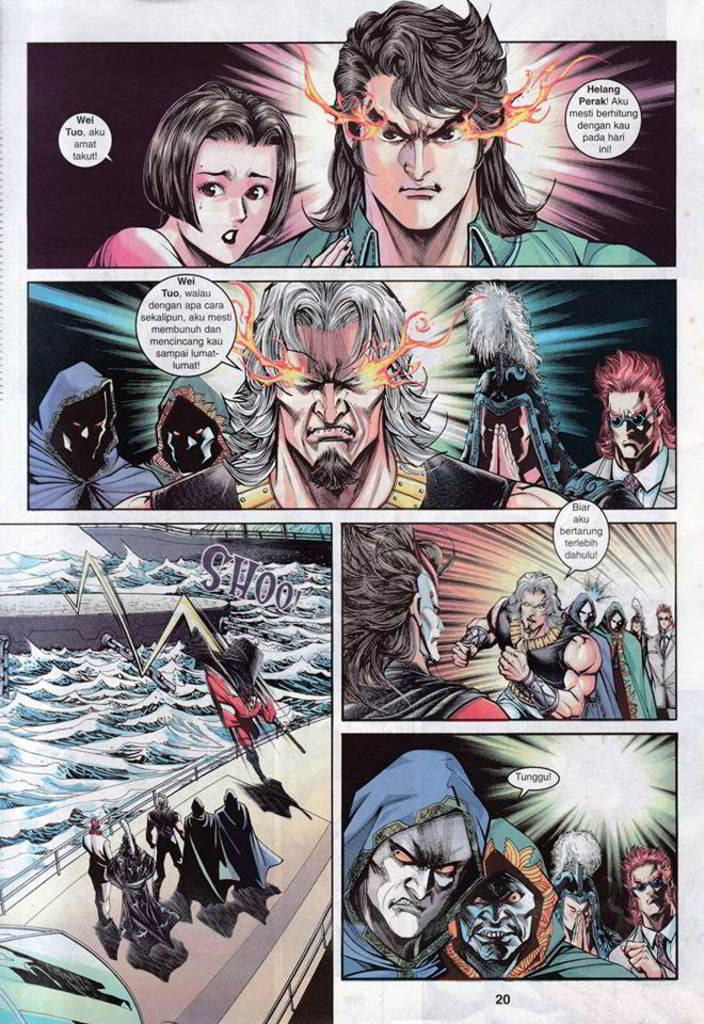 Wei
Tuo, aku
amat
takut!
Helang
Perak! Aku
mesti berhitung
dengan kau
pada hari
ini!
Wei
Tuo, walau
dengan apa cara
sekalipun, aku mesti
membunuh dan
mencincang kau
sampai lumat-
lumat!
SHOO!
Biar
aku
bertarung
terlebih
dahulu!
Tunggu!
20